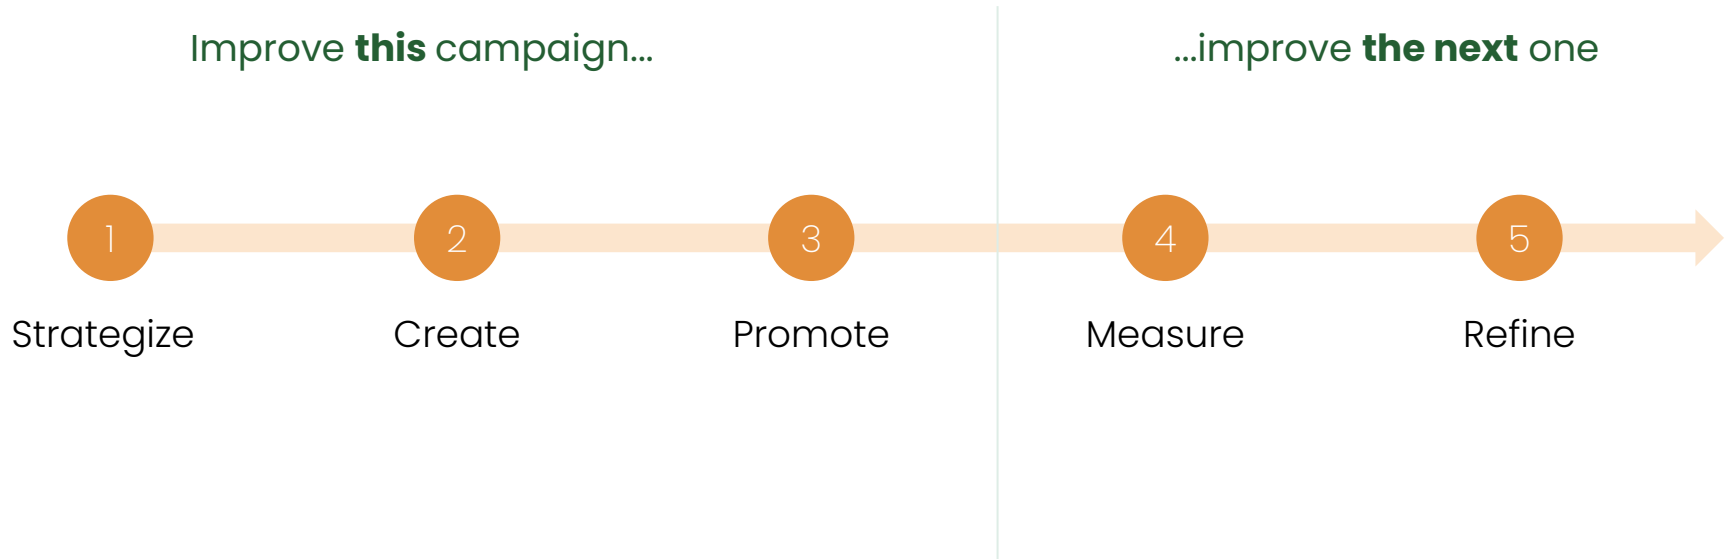 Improve this campaign...
...improve the next one
1
2
3
4
5
Strategize
Create
Promote
Measure
Refine